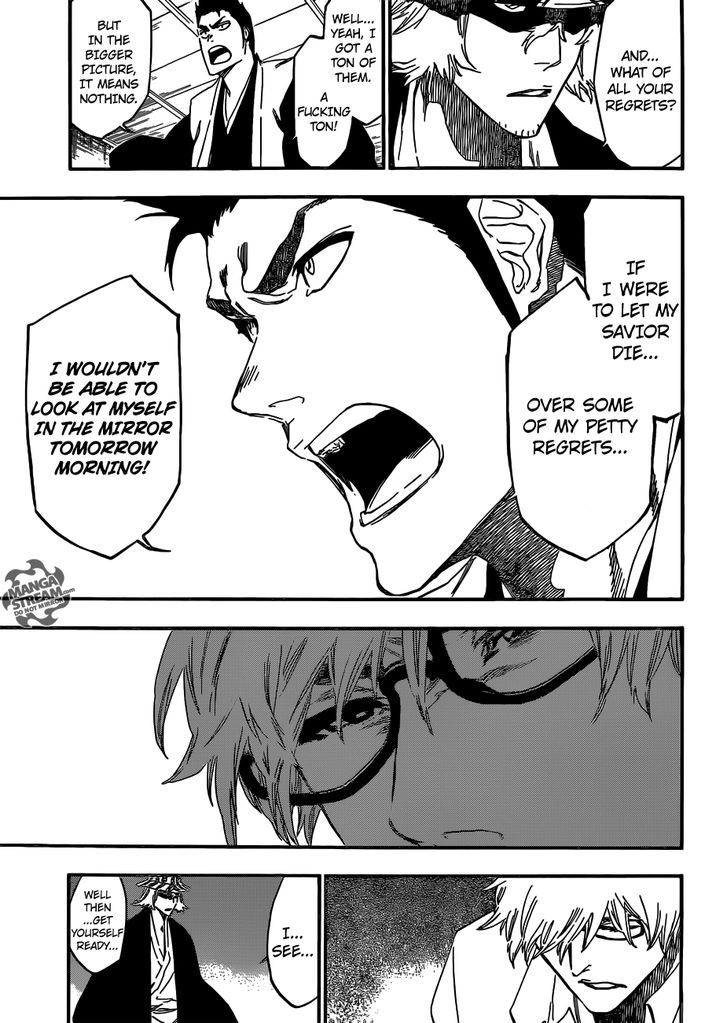 AND...
WHAT OF
ALL YOUR
REGRETS?
WELL...
YEAH, I
GOT A
TON OF
THEM.
A
FUCKING
TON!
BUT
IN THE
BIGGER
PICTURE,
IT MEANS
NOTHING.
IF
I WERE
TO LET MY
SAVIOR
DIE...
OVER SOME
OF MY PETTY
REGRETS...
I WOULDN'T
BE ABLE TO
LOOK AT MYSELF
IN THE MIRROR
TOMORROW
MORNING!
MANGA
STREAM.com
DO NOT MIRROR
I...
SEE...
WELL
THEN
...GET
YOURSELF
READY...